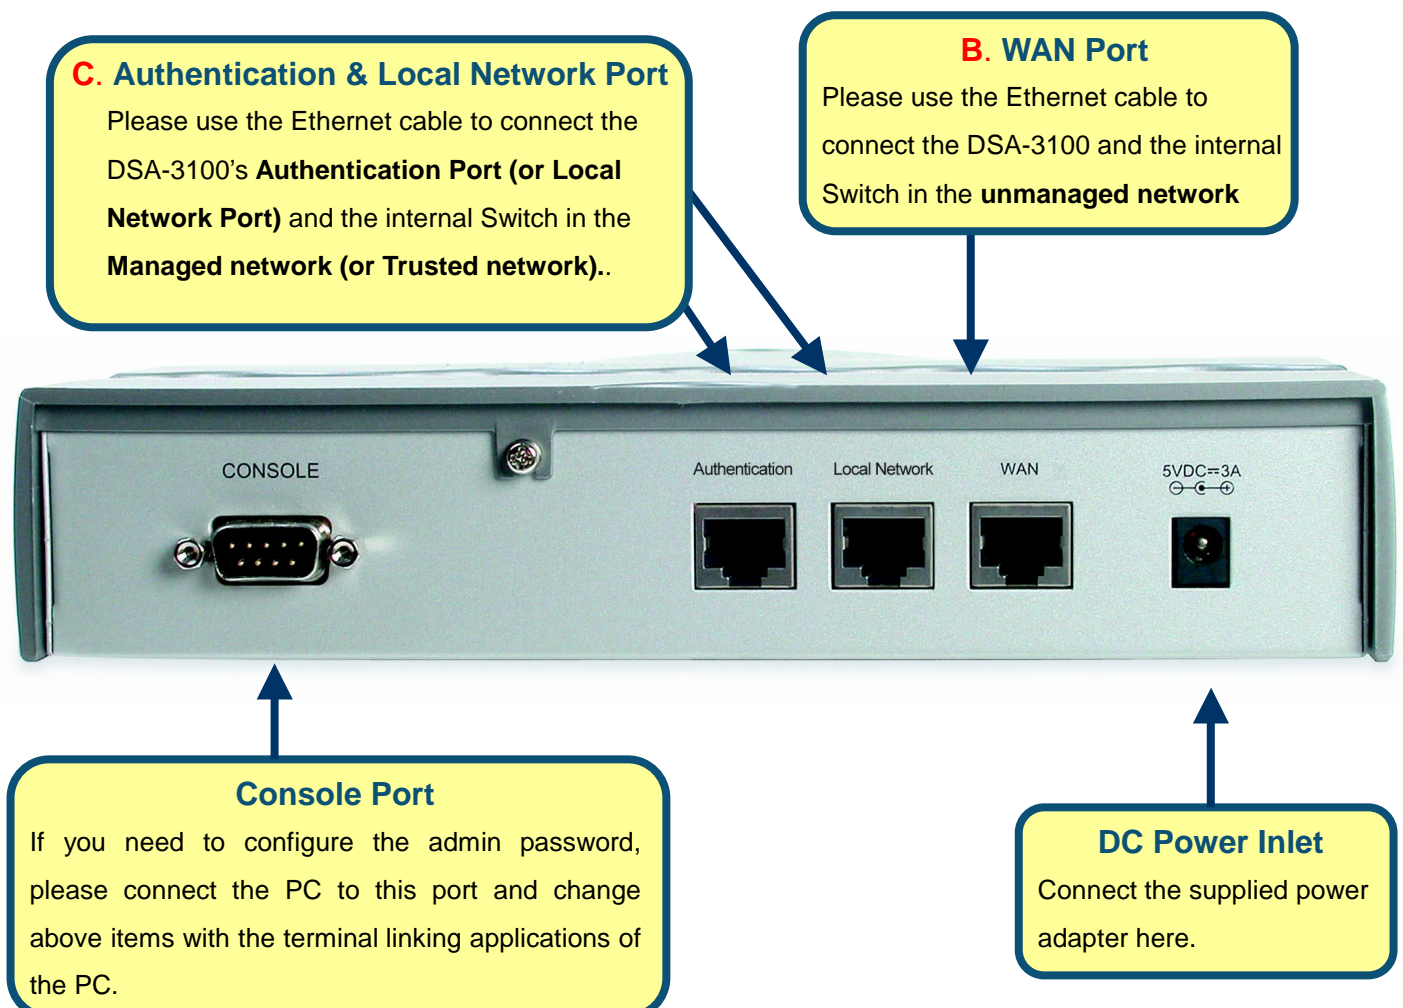 C. Authentication & Local Network Port
Please use the Ethernet cable to connect the
DSA-3100’s Authentication Port (or Local
Network Port) and the internal Switch in the
Managed network (or Trusted network)..
B. WAN Port
Please use the Ethernet cable to
connect the DSA-3100 and the internal
Switch in the unmanaged network
CONSOLE
Authentication
Local Network
WAN
5VDC⎓3A
Console Port
If you need to configure the admin password,
please connect the PC to this port and change
above items with the terminal linking applications of
the PC.
DC Power Inlet
Connect the supplied power
adapter here.